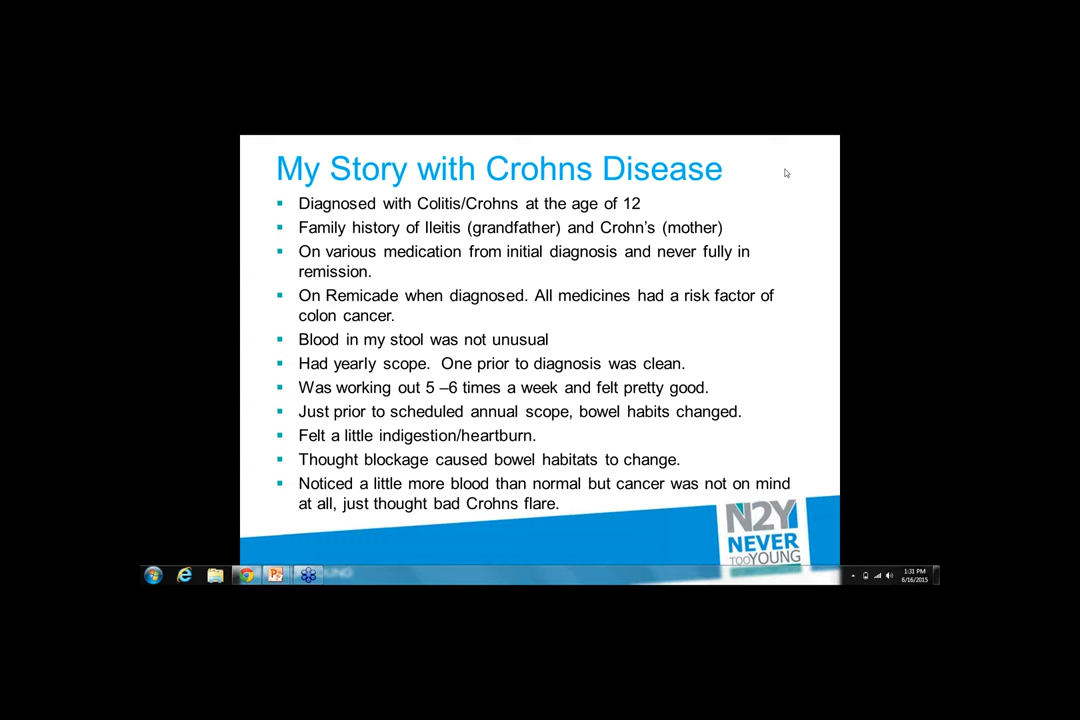 My Story with Crohns Disease
Diagnosed with Colitis/Crohns at the age of 12
Family history of Ileitis (grandfather) and Crohn's (mother)
On various medication from initial diagnosis and never fully in
remission.
On Remicade when diagnosed. All medicines had a risk factor of
colon cancer.
Blood in my stool was not unusual
Had yearly scope. One prior to diagnosis was clean.
Was working out 5 –6 times a week and felt pretty good.
Just prior to scheduled annual scope, bowel habits changed.
Felt a little indigestion/heartburn.
Thought blockage caused bowel habitats to change.
Noticed a little more blood than normal but cancer was not on mind
at all, just thought bad Crohns flare.
N2Y
NEVER
TOOYOUNG
1:31 PM
6/16/2015